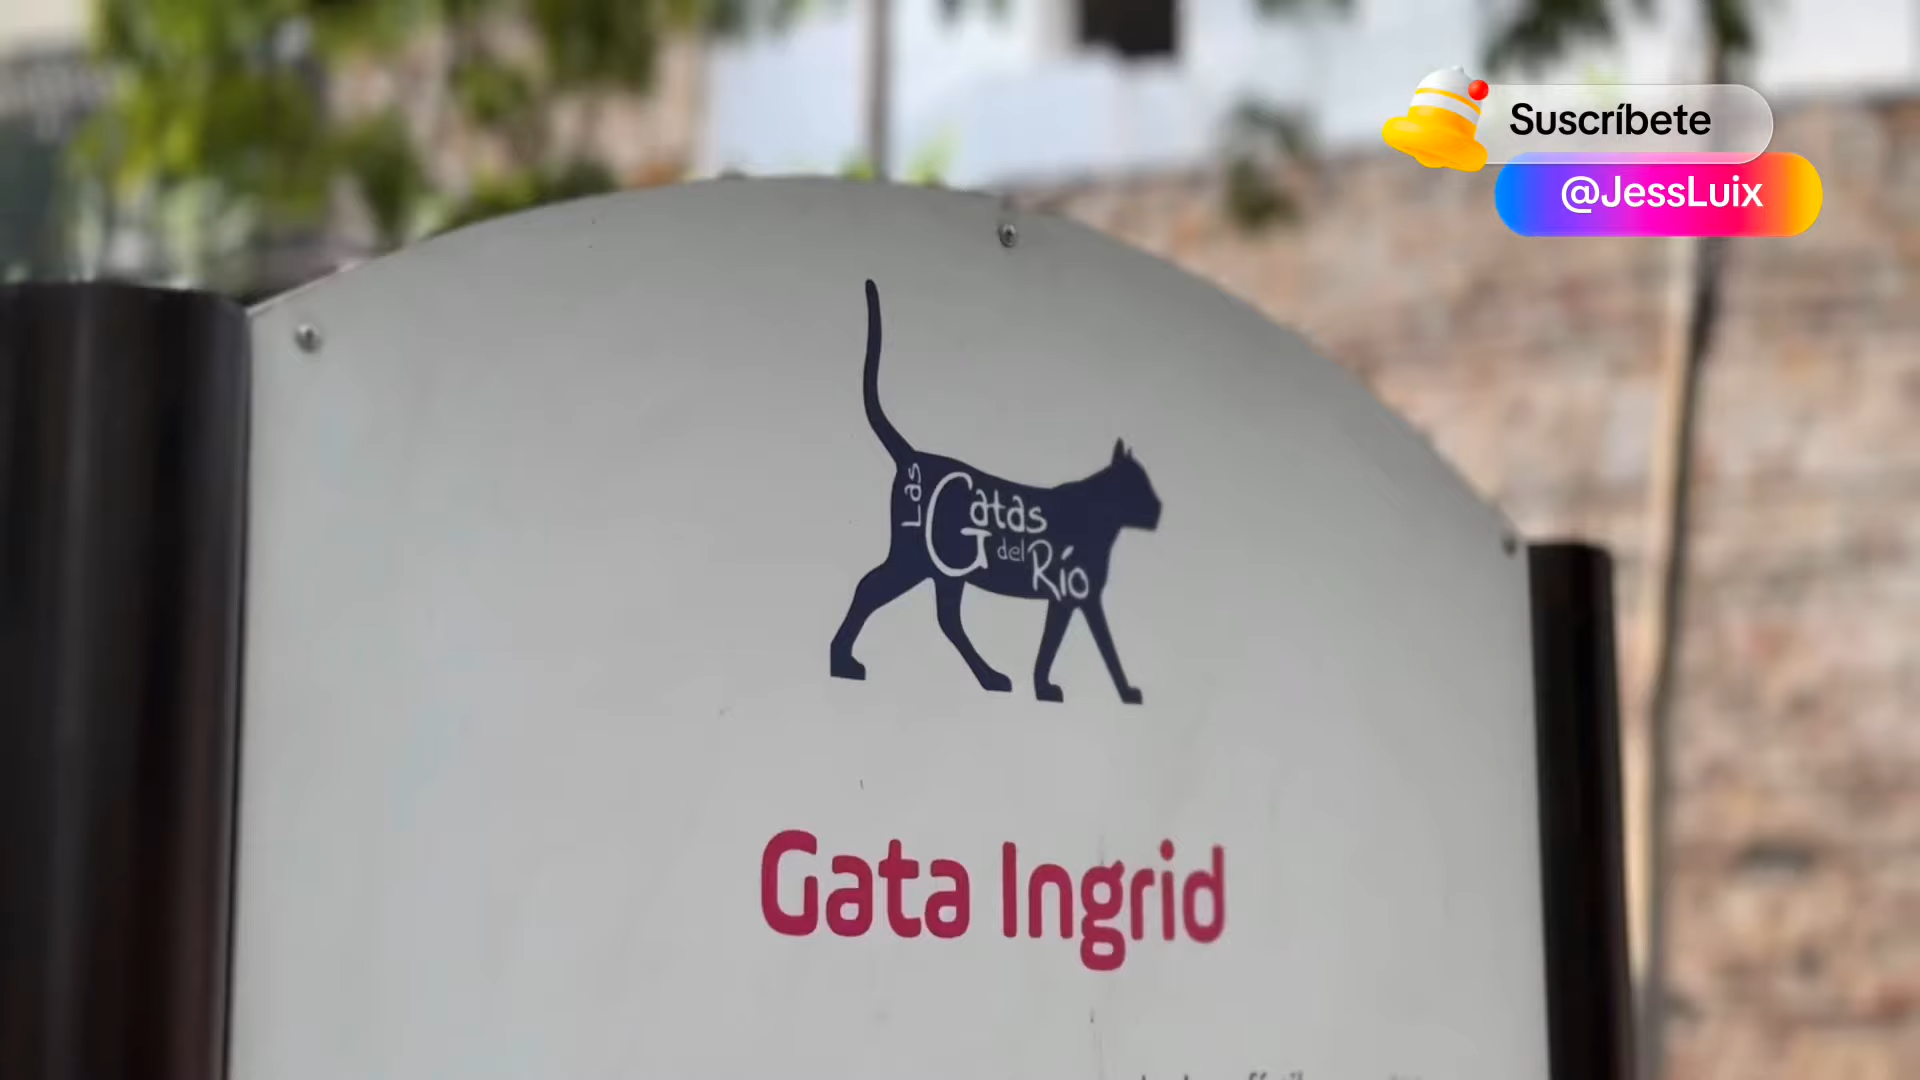 Suscríbete
@JessLuix
Las
Gatas
del Río
Gata Ingrid